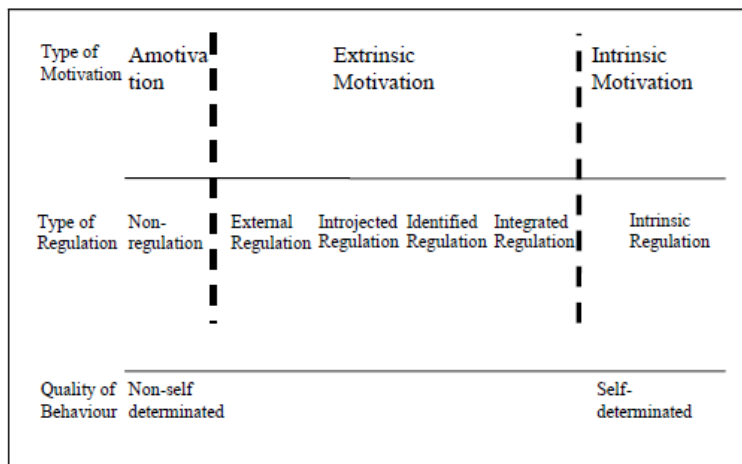 Type of Motivation Amotiva tion Extrinsic Motivation Intrinsic Motivation
Type of Regulation Non- regulation External Regulation Introjected Regulation Identified Regulation Integrated Regulation Intrinsic Regulation
Quality of Behaviour Non-self determinated Self- determinated